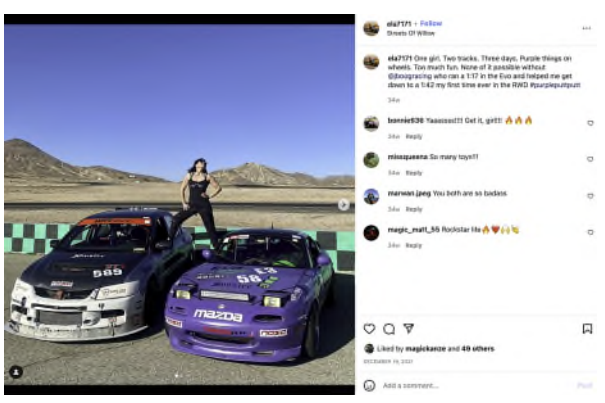 ela7171 • Follow
Streets Of Willow
ela7171 One girl. Two tracks. Three days. Purple things on
wheels. Too much fun. None of it possible without
@jboogracing who ran a 1:17 in the Evo and helped me get
down to a 1:42 my first time ever in the RWD #purpleputtputt
34w
bonnie536 Yaaassss!!! Get it, girl!!! 🔥🔥🔥
34w Reply
missqueena So many toys!!!
34w Reply
marwan.jpeg You both are so badass
34w Reply
magic_matt_55 Rockstar life🔥❤️🙌👏
34w Reply
Liked by magickanze and 49 others
DECEMBER 19, 2021
Add a comment...
Post
589
58
E3
mazda